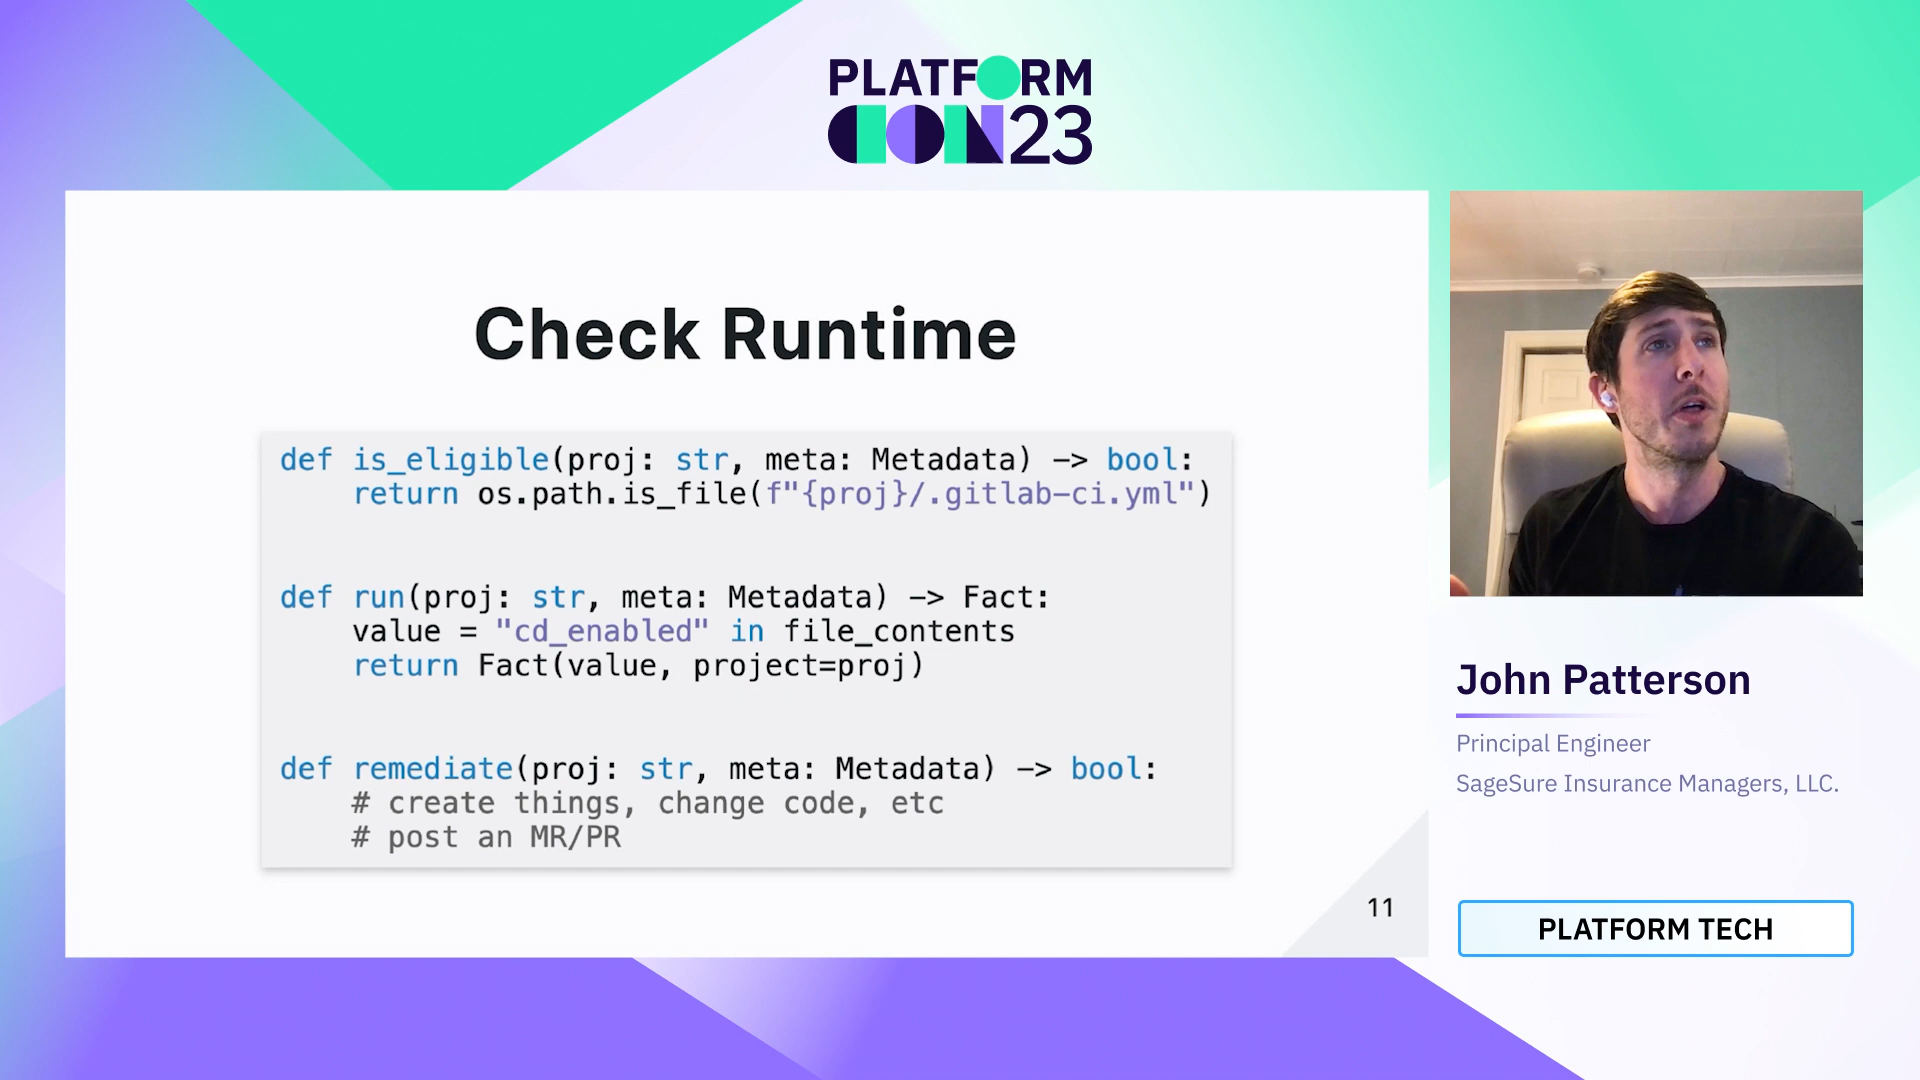 PLATFORM
CON23
Check Runtime
def is_eligible(proj: str, meta: Metadata) -> bool:
    return os.path.is_file(f"{proj}/.gitlab-ci.yml")
def run(proj: str, meta: Metadata) -> Fact:
    value = "cd_enabled" in file_contents
    return Fact(value, project=proj)
def remediate(proj: str, meta: Metadata) -> bool:
    # create things, change code, etc
    # post an MR/PR
11
John Patterson
Principal Engineer
SageSure Insurance Managers, LLC.
PLATFORM TECH